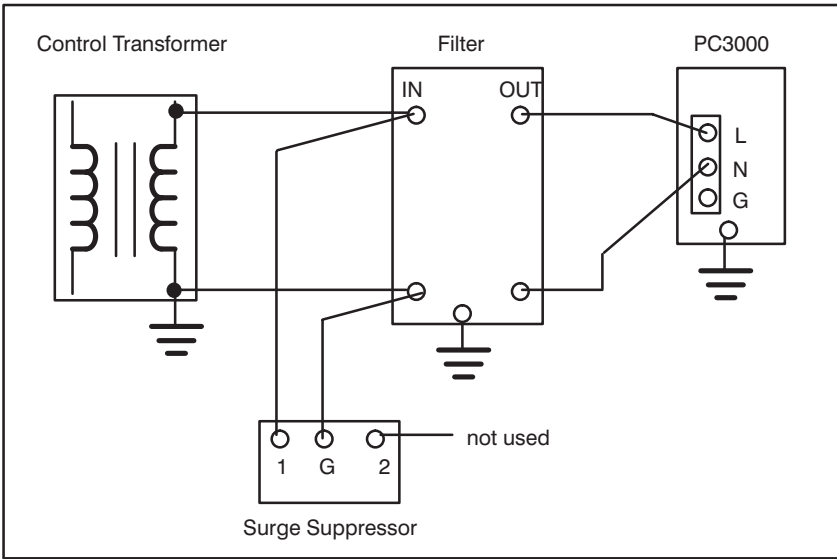 Control Transformer
Filter
PC3000
IN
OUT
L
N
G
not used
1 G 2
Surge Suppressor